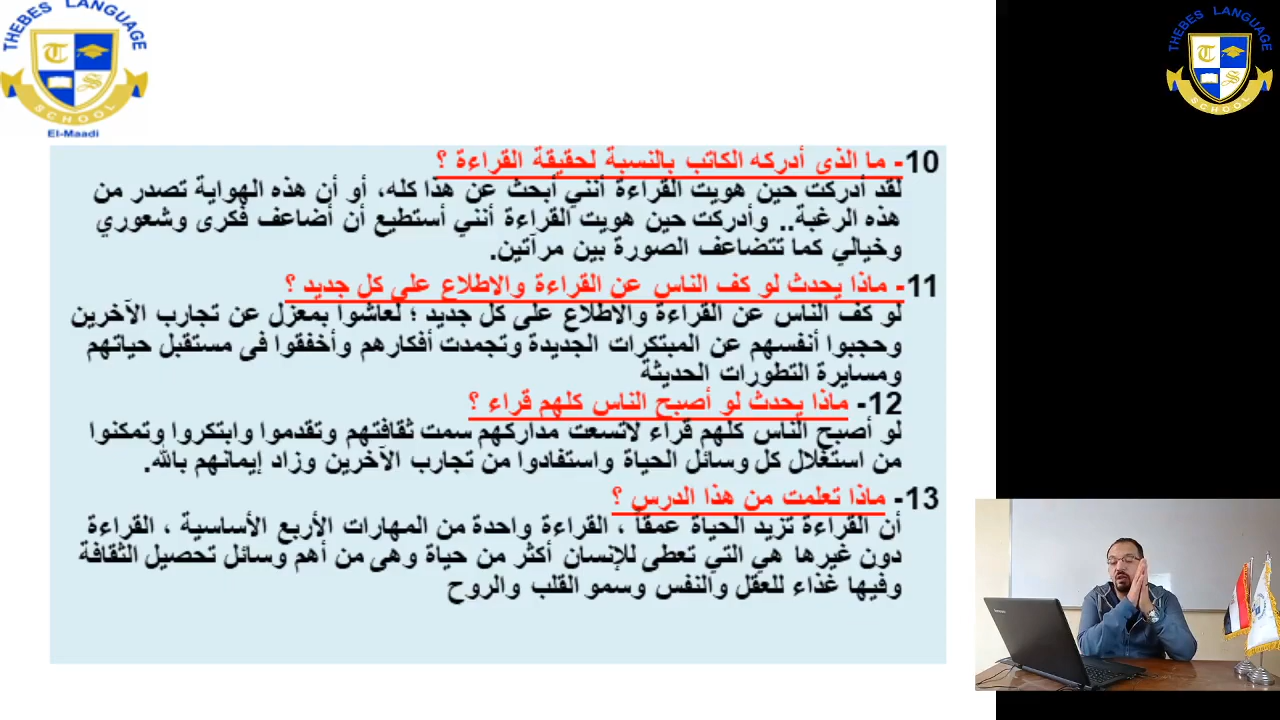 THEBES LANGUAGE
SCHOOL
El-Maadi
THEBES LANGUAGE
SCHOOL
10- ما الذى أدركه الكاتب بالنسبة لحقيقة القراءة ؟
لقد أدركت حين هويت القراءة أنني أبحث عن هذا كله، أو أن هذه الهواية تصدر من
هذه الرغبة.. وأدركت حين هويت القراءة أنني أستطيع أن أضاعف فكرى وشعوري
وخيالي كما تتضاعف الصورة بين مرآتين.
11- ماذا يحدث لو كف الناس عن القراءة والاطلاع على كل جديد ؟
لو كف الناس عن القراءة والاطلاع على كل جديد ؛ لعاشوا بمعزل عن تجارب الآخرين
وحجبوا أنفسهم عن المبتكرات الجديدة وتجمدت أفكارهم وأخفقوا فى مستقبل حياتهم
ومسايرة التطورات الحديثة
12- ماذا يحدث لو أصبح الناس كلهم قراء ؟
لو أصبح الناس كلهم قراء لاتسعت مداركهم سمت ثقافتهم وتقدموا وابتكروا وتمكنوا
من استغلال كل وسائل الحياة واستفادوا من تجارب الآخرين وزاد إيمانهم بالله.
13- ماذا تعلمت من هذا الدرس ؟
أن القراءة تزيد الحياة عمقاً ، القراءة واحدة من المهارات الأربع الأساسية ، القراءة
دون غيرها هي التي تعطى للإنسان أكثر من حياة وهى من أهم وسائل تحصيل الثقافة
وفيها غذاء للعقل والنفس وسمو القلب والروح